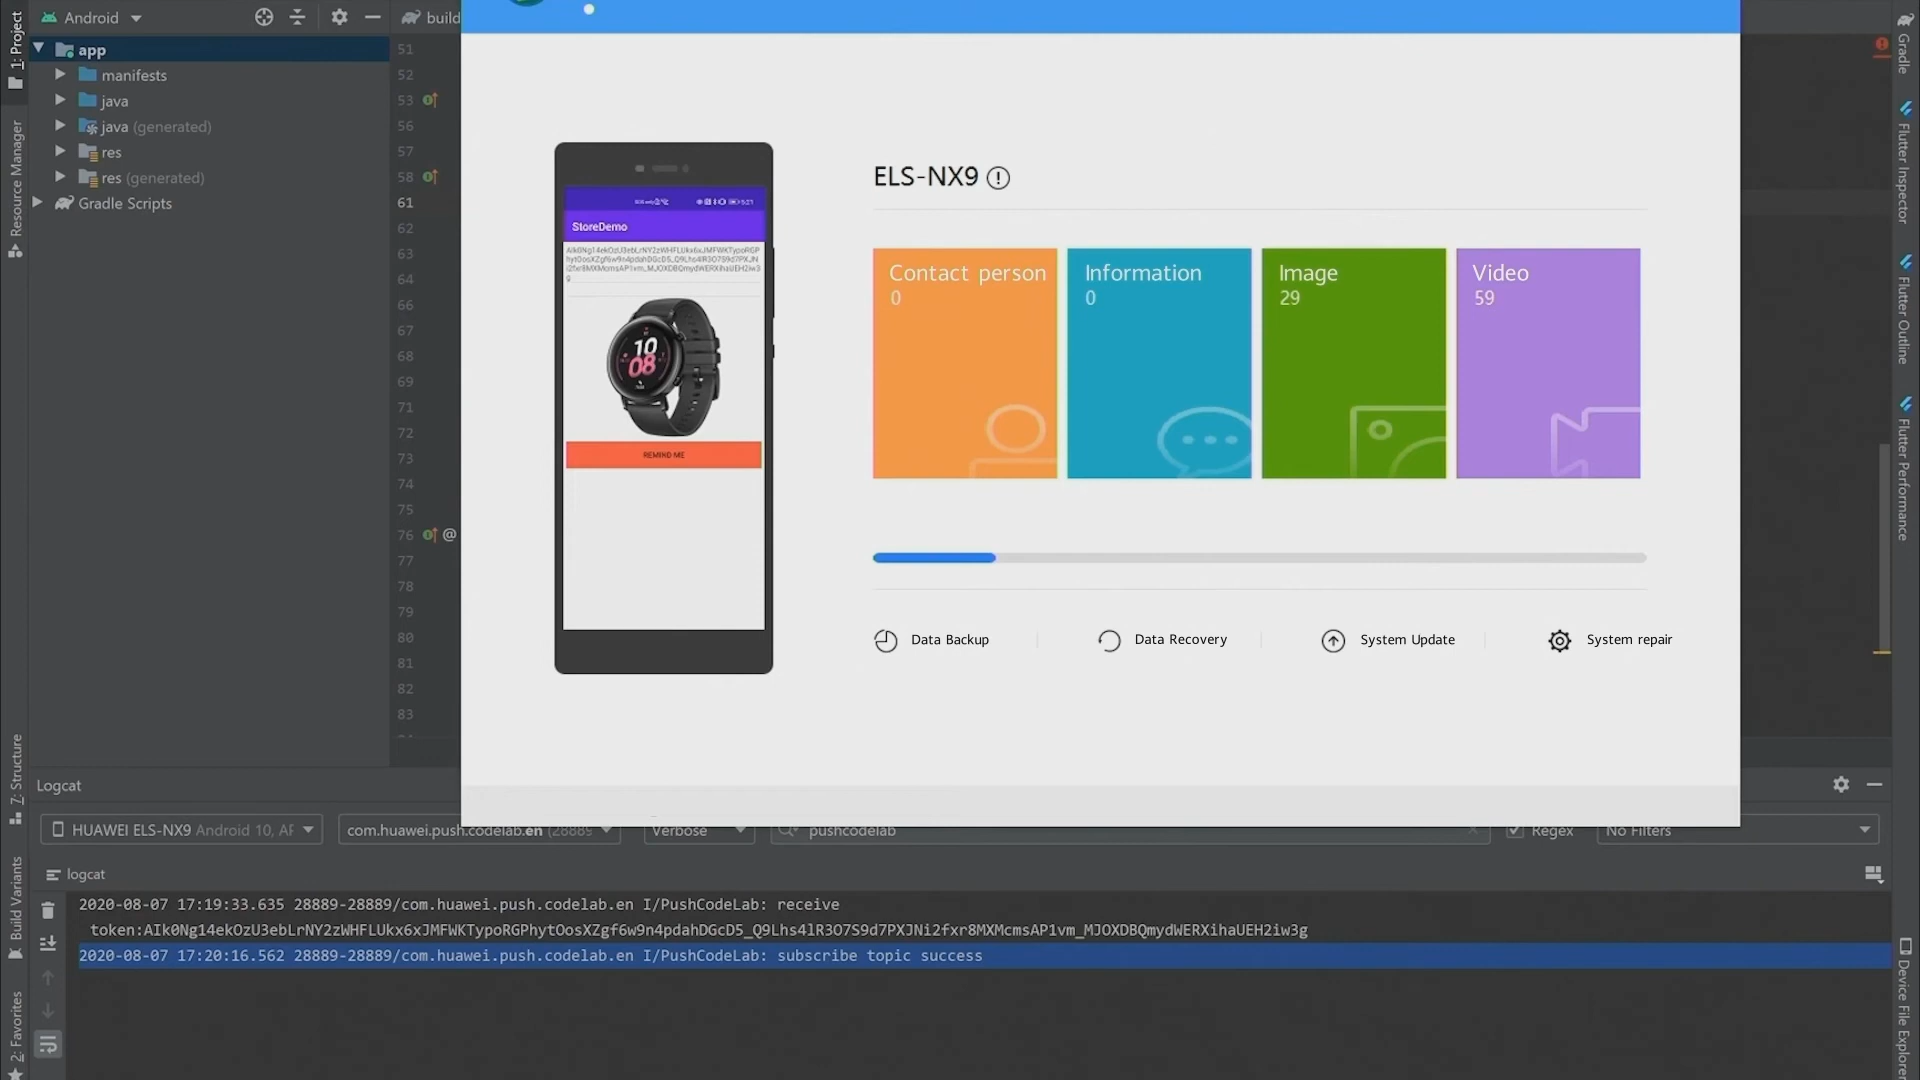 1: Project
Android
build
app
manifests
java
java (generated)
res
res (generated)
Gradle Scripts
Resource Manager
51
52
53
56
57
58
61
62
63
64
66
67
68
69
71
72
73
74
75
76 @
77
78
79
80
81
82
83
StoreDemo
REMIND ME
10
08
ELS-NX9
Contact person
0
Information
0
Image
29
Video
59
Data Backup
Data Recovery
System Update
System repair
Gradle
Flutter Inspector
Flutter Outline
Flutter Performance
Device File Explorer
7: Structure
Build Variants
2: Favorites
Logcat
HUAWEI ELS-NX9 Android 10, AF
com.huawei.push.codelab.en (28889
Verbose
pushcodelab
Regex
No Filters
logcat
2020-08-07 17:19:33.635 28889-28889/com.huawei.push.codelab.en I/PushCodeLab: receive
token:AIk0Ng14ekOzU3ebLrNY2zWHFLUkx6xJMFWKTypoRGPhytOosXZgf6w9n4pdahDGcD5_Q9Lhs4lR3O7S9d7PXJNi2fxr8MXMcmsAP1vm_MJOXDBQmydWERXihaUEH2iw3g
2020-08-07 17:20:16.562 28889-28889/com.huawei.push.codelab.en I/PushCodeLab: subscribe topic success